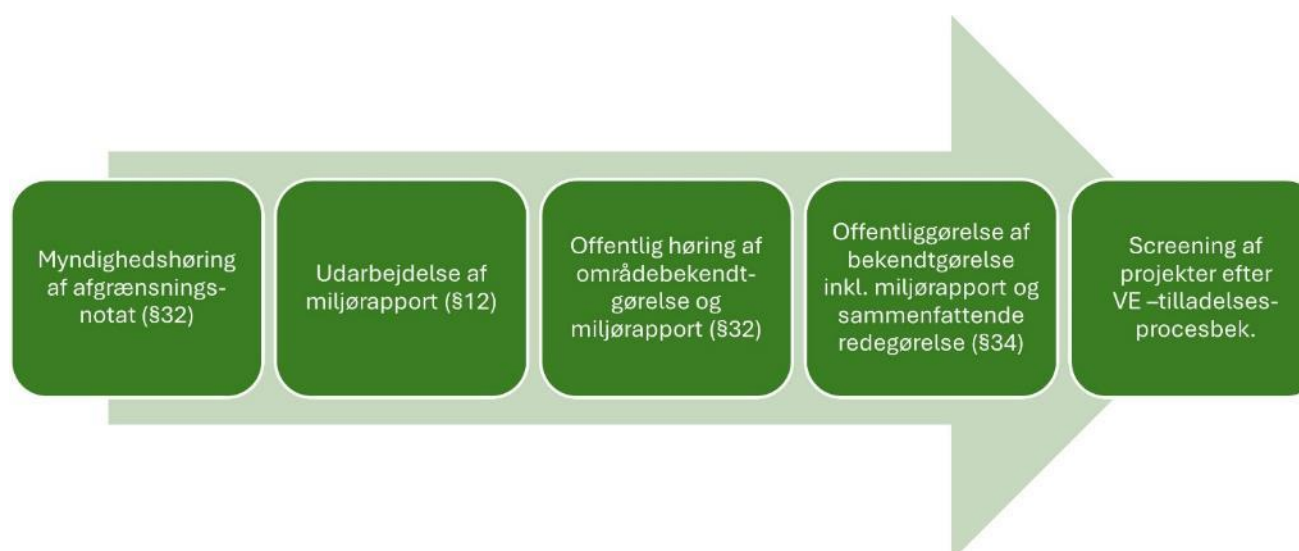 Myndighedshøring
af afgrænsnings-
notat (§32)
Udarbejdelse af
miljørapport (§12)
Offentlig høring af
områdebekendt-
gørelse og
miljørapport (§32)
Offentliggørelse af
bekendtgørelse
inkl. miljørapport og
sammenfattende
redegørelse (§34)
Screening af
projekter efter
VE –tilladelses-
procesbek.